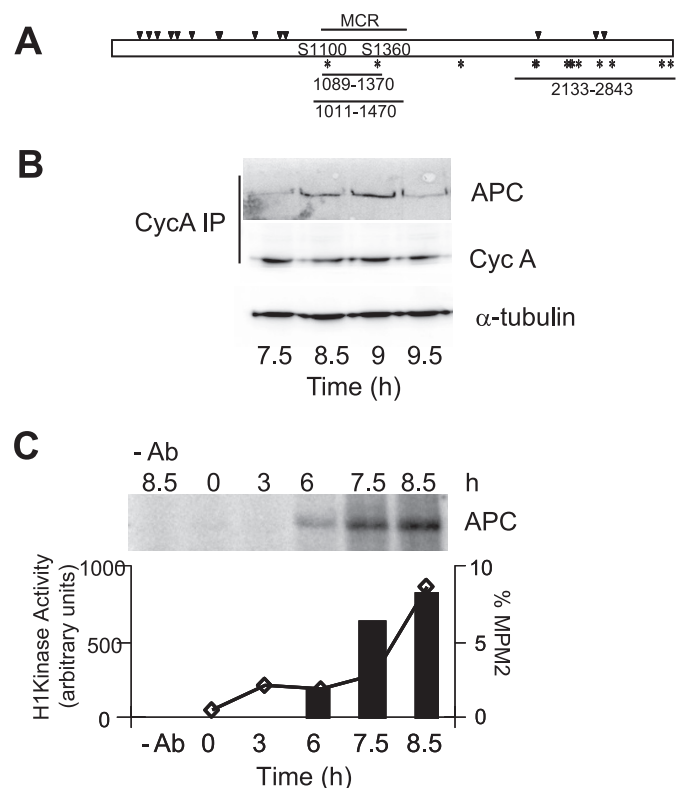 A
MCR
S1100 S1360
* * * * * * * * * * *
1089-1370
2133-2843
1011-1470
B
CycA IP
APC
Cyc A
α-tubulin
7.5 8.5 9 9.5
Time (h)
C
- Ab
8.5 0 3 6 7.5 8.5 h
APC
H1Kinase Activity
(arbitrary units)
1000
500
0
10
5
0
% MPM2
-Ab 0 3 6 7.5 8.5
Time (h)